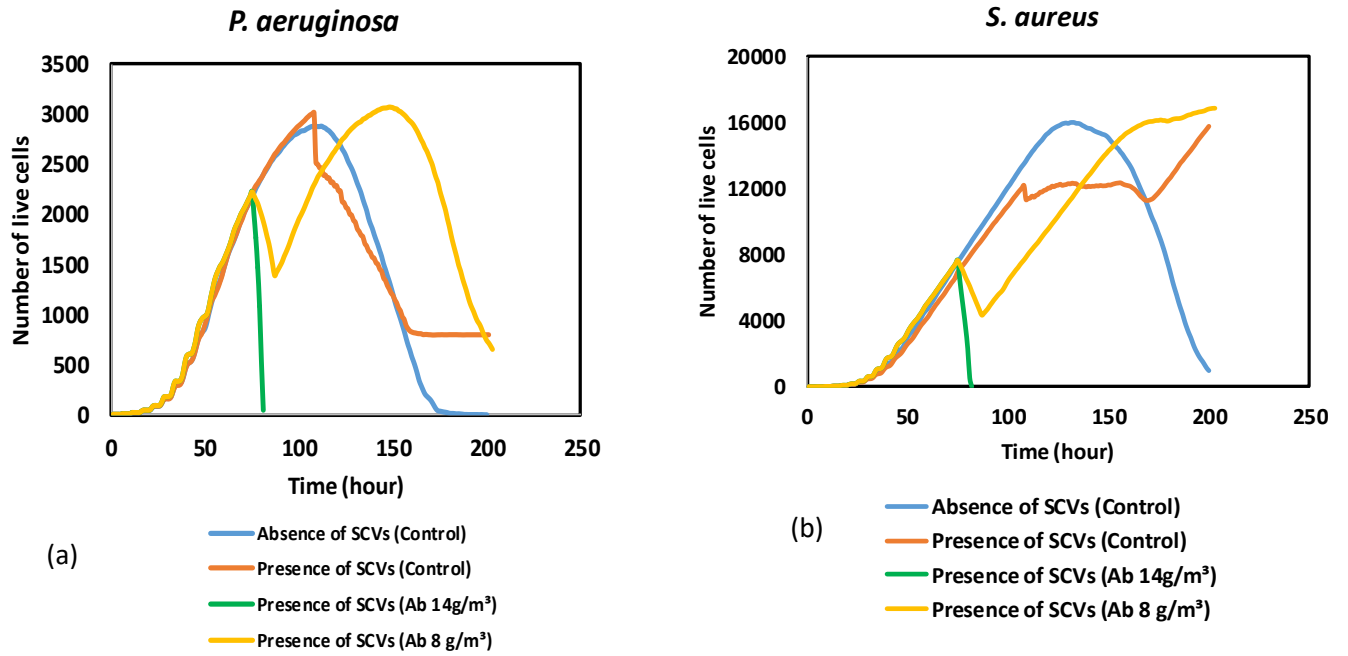 P. aeruginosa
3500
3000
2500
2000
1500
1000
500
0
Number of live cells
0 50 100 150 200 250
Time (hour)
Absence of SCVs (Control)
Presence of SCVs (Control)
Presence of SCVs (Ab 14g/m³)
Presence of SCVs (Ab 8 g/m³)
(a)
S. aureus
20000
16000
12000
8000
4000
0
Number of live cells
0 50 100 150 200 250
Time (hour)
Absence of SCVs (Control)
Presence of SCVs (Control)
Presence of SCVs (Ab 14g/m³)
Presence of SCVs (Ab 8 g/m³)
(b)